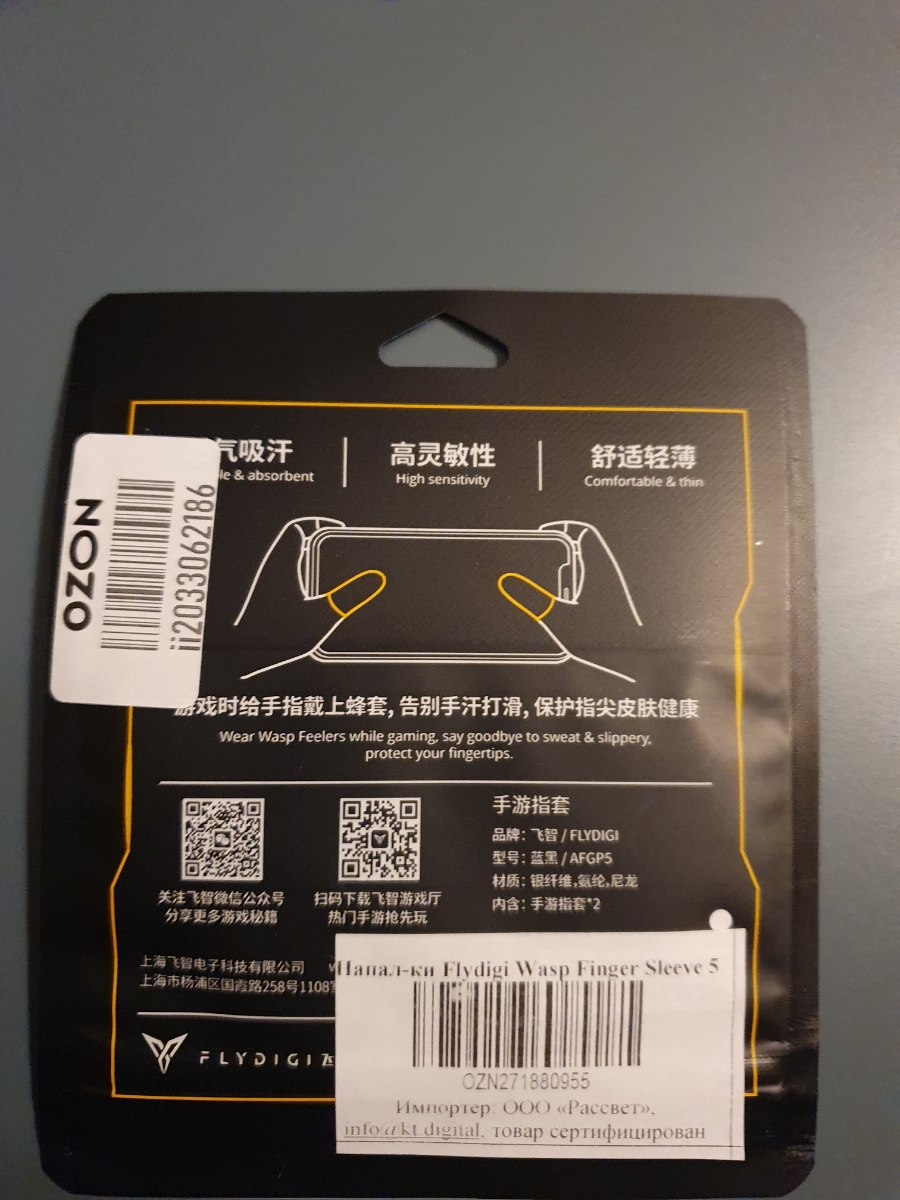 气吸汗
高灵敏性
舒适轻薄
& absorbent
High sensitivity
Comfortable & thin
OZON
ii2033062186
游戏时给手指戴上蜂套, 告别手汗打滑, 保护指尖皮肤健康
Wear Wasp Feelers while gaming, say goodbye to sweat & slippery,
protect your fingertips.
关注飞智微信公众号
分享更多游戏秘籍
扫码下载飞智游戏厅
热门手游抢先玩
手游指套
品牌: 飞智 / FLYDIGI
型号: 蓝黑 / AFGP5
材质: 银纤维,氨纶,尼龙
内含: 手游指套*2
上海飞智电子科技有限公司
上海市杨浦区国霞路258号1108室
FLYDIGI
Напал-ки Flydigi Wasp Finger Sleeve 5
OZN271880955
Импортер: ООО «Рассвет»,
info@kt.digital, товар сертифицирован